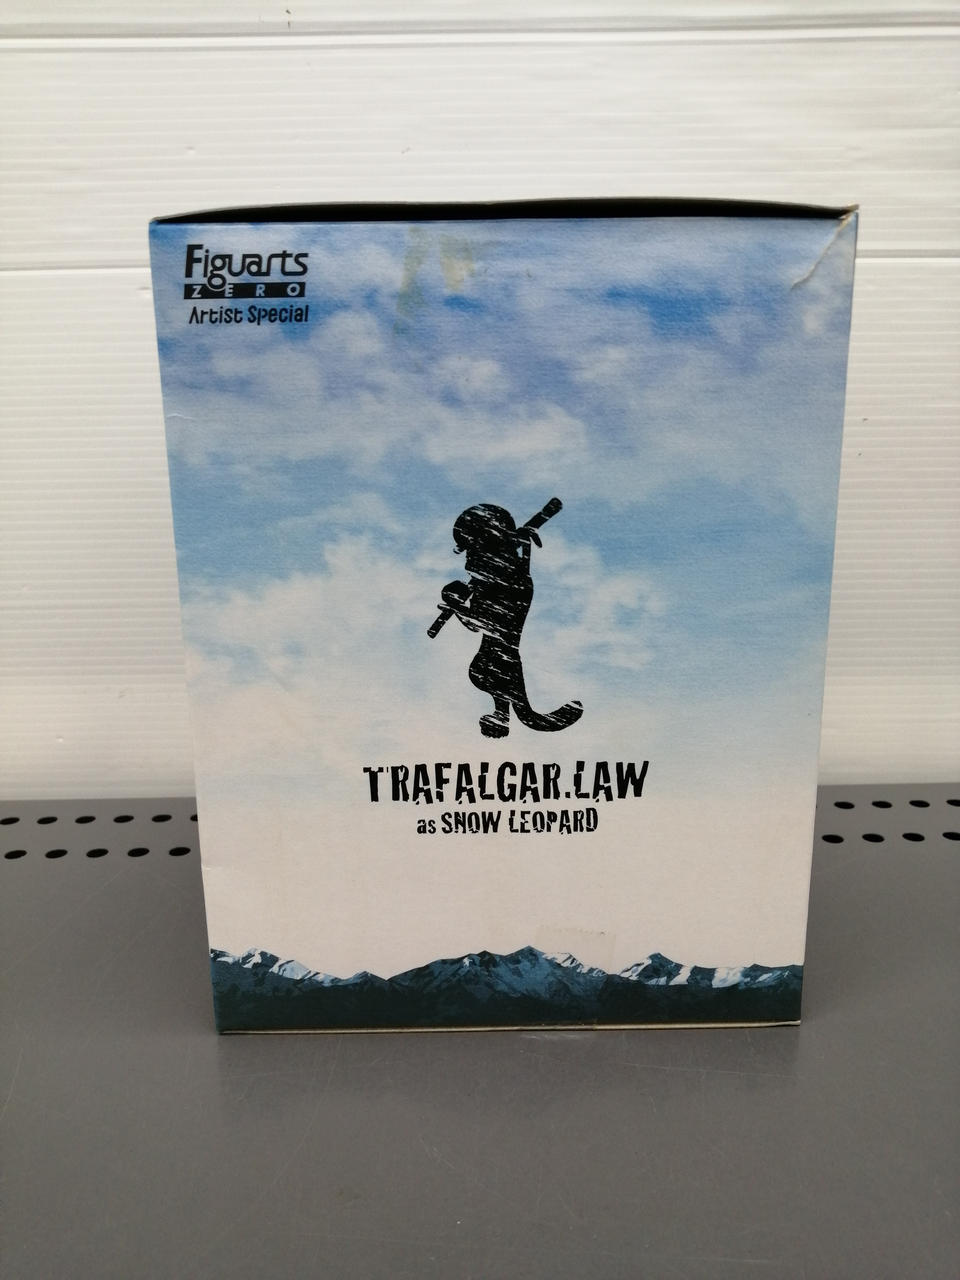 Figuarts
ZERO
Artist Special
TRAFALGAR.LAW
as SNOW LEOPARD